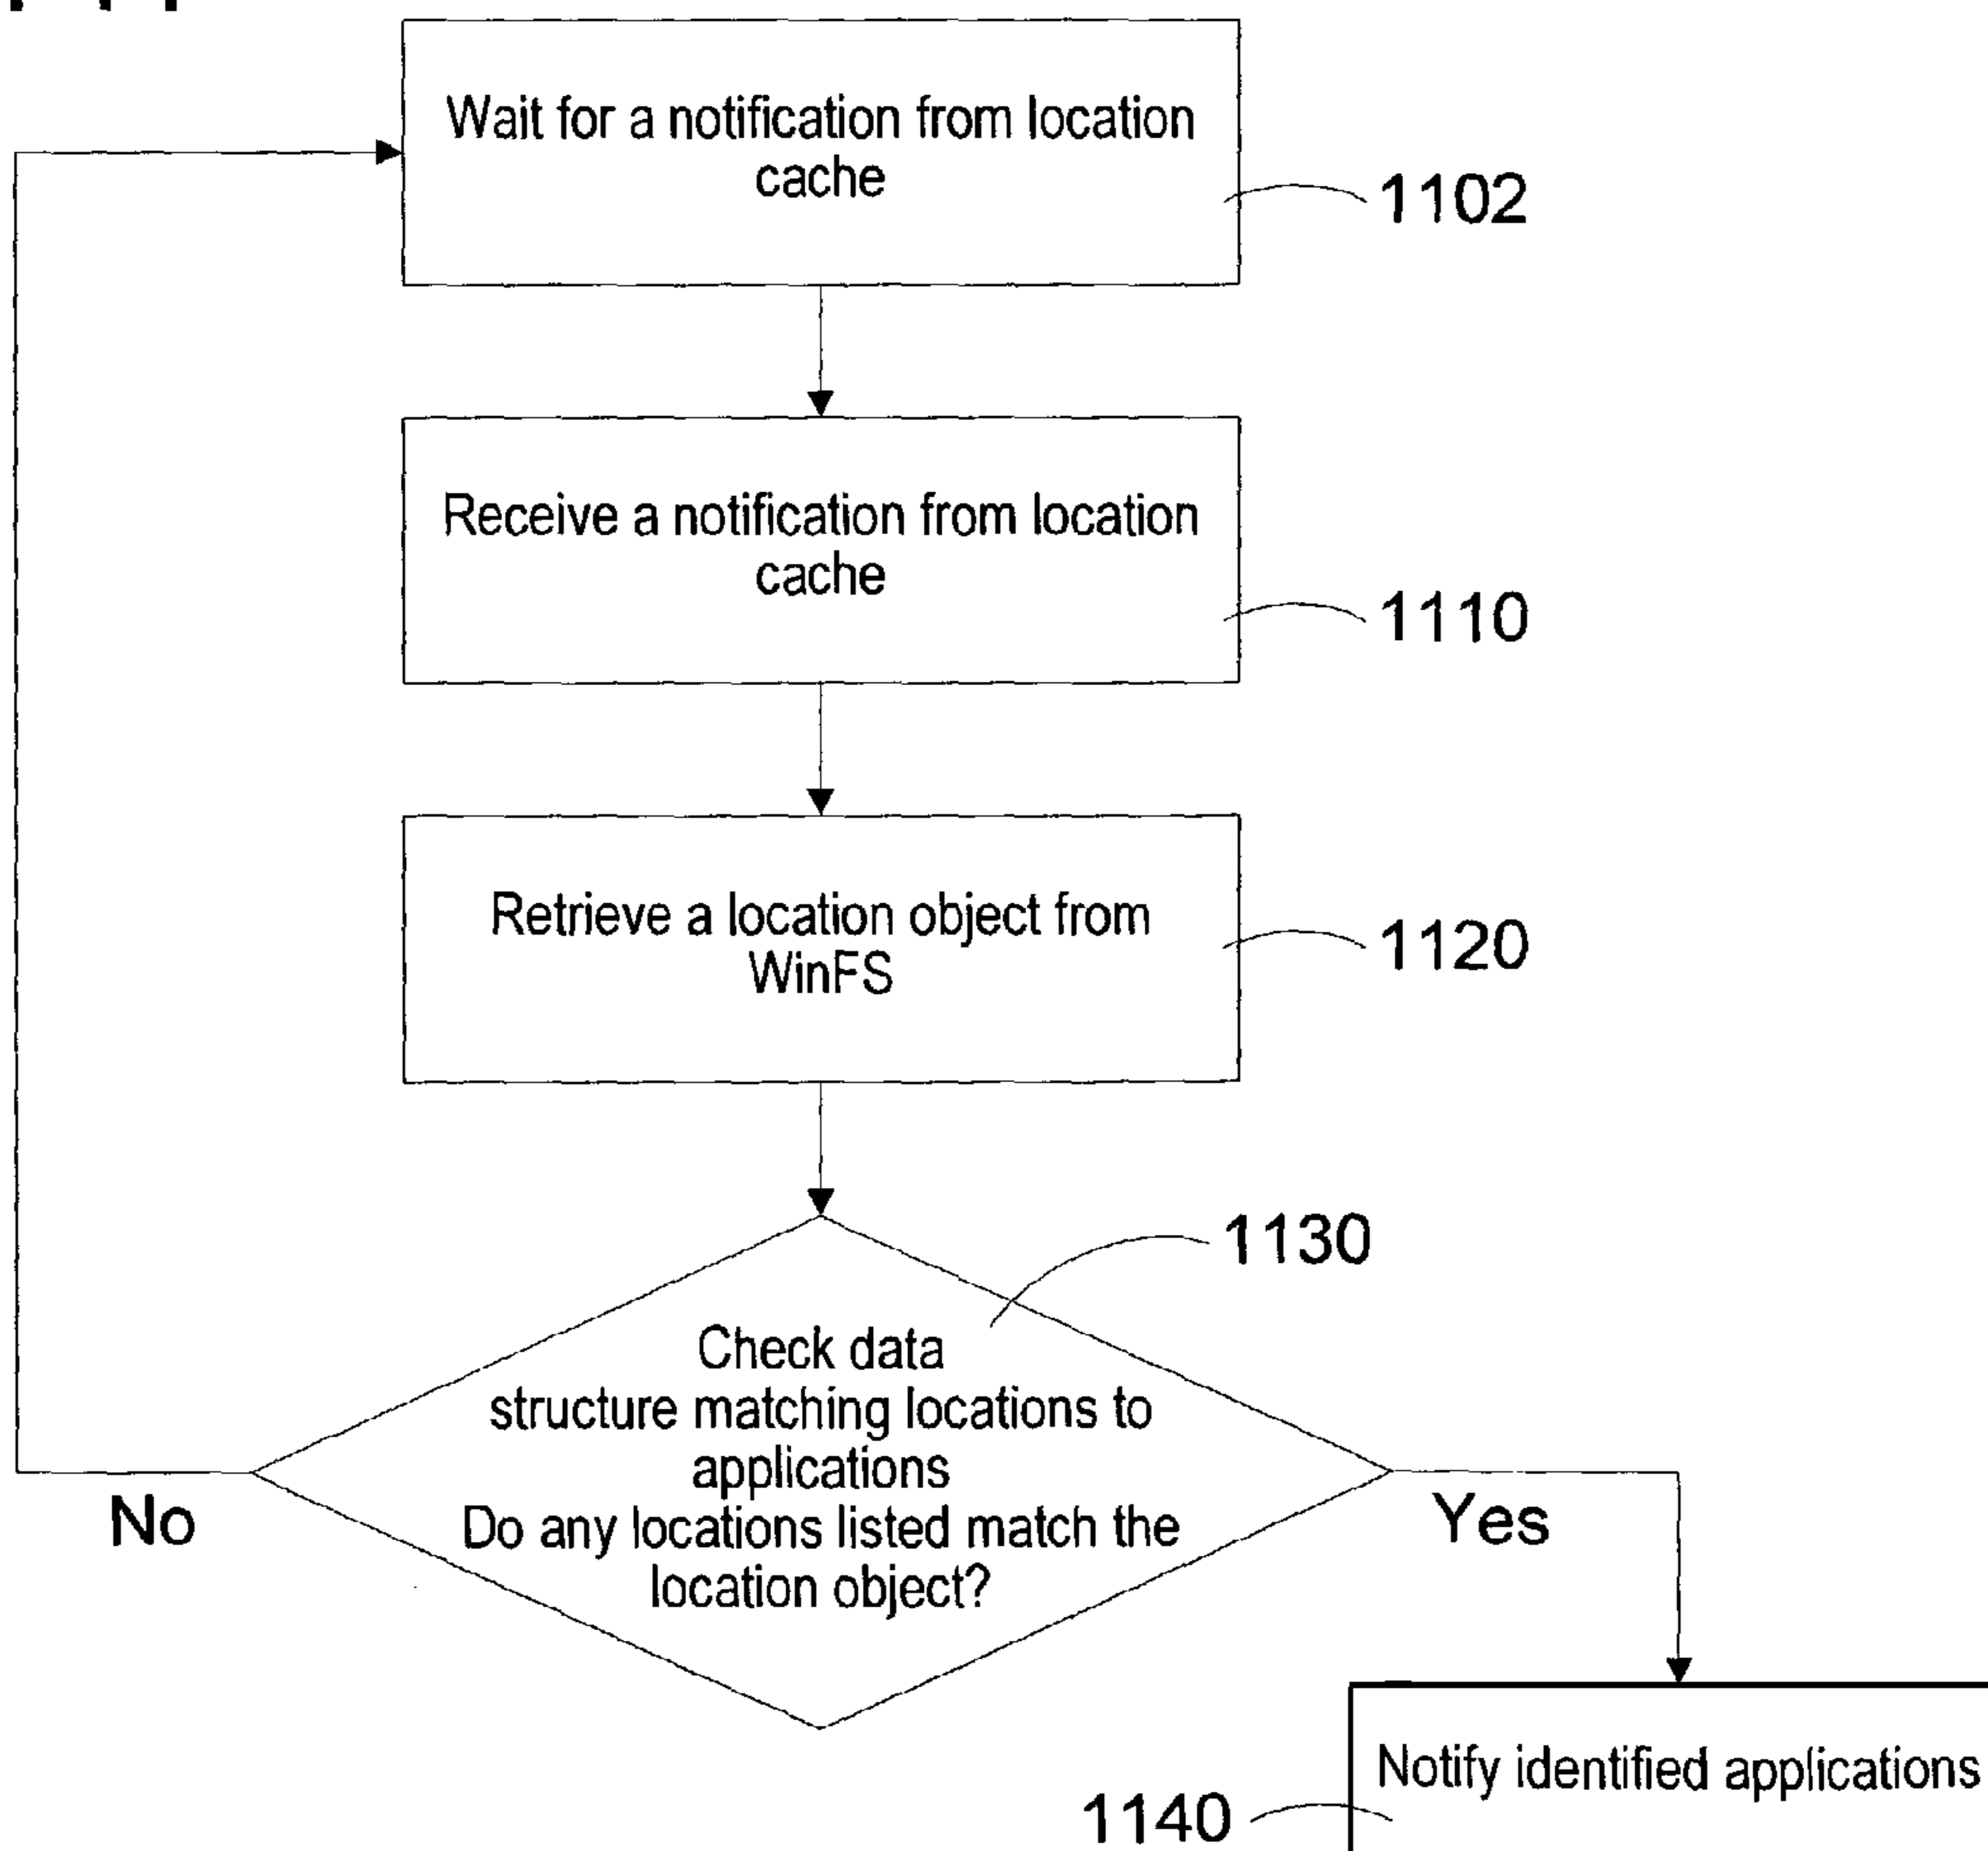 Wait for a notification from location
cache
1102
Receive a notification from location
cache
1110
Retrieve a location object from
WinFS
1120
1130
Check data
structure matching locations to
applications
Do any locations listed match the
location object?
No
Yes
Notify identified applications
1140